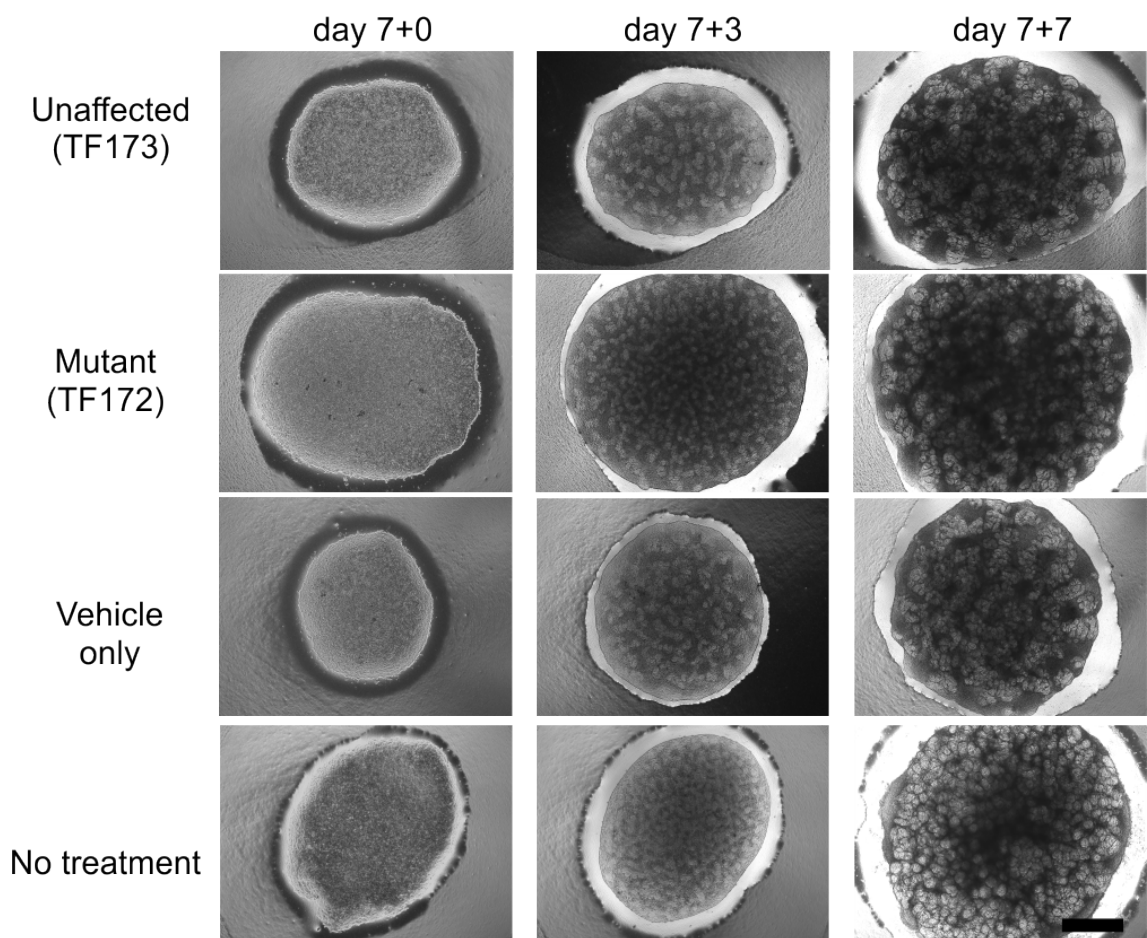 day 7+0
day 7+3
day 7+7
Unaffected
(TF173)
Mutant
(TF172)
Vehicle
only
No treatment